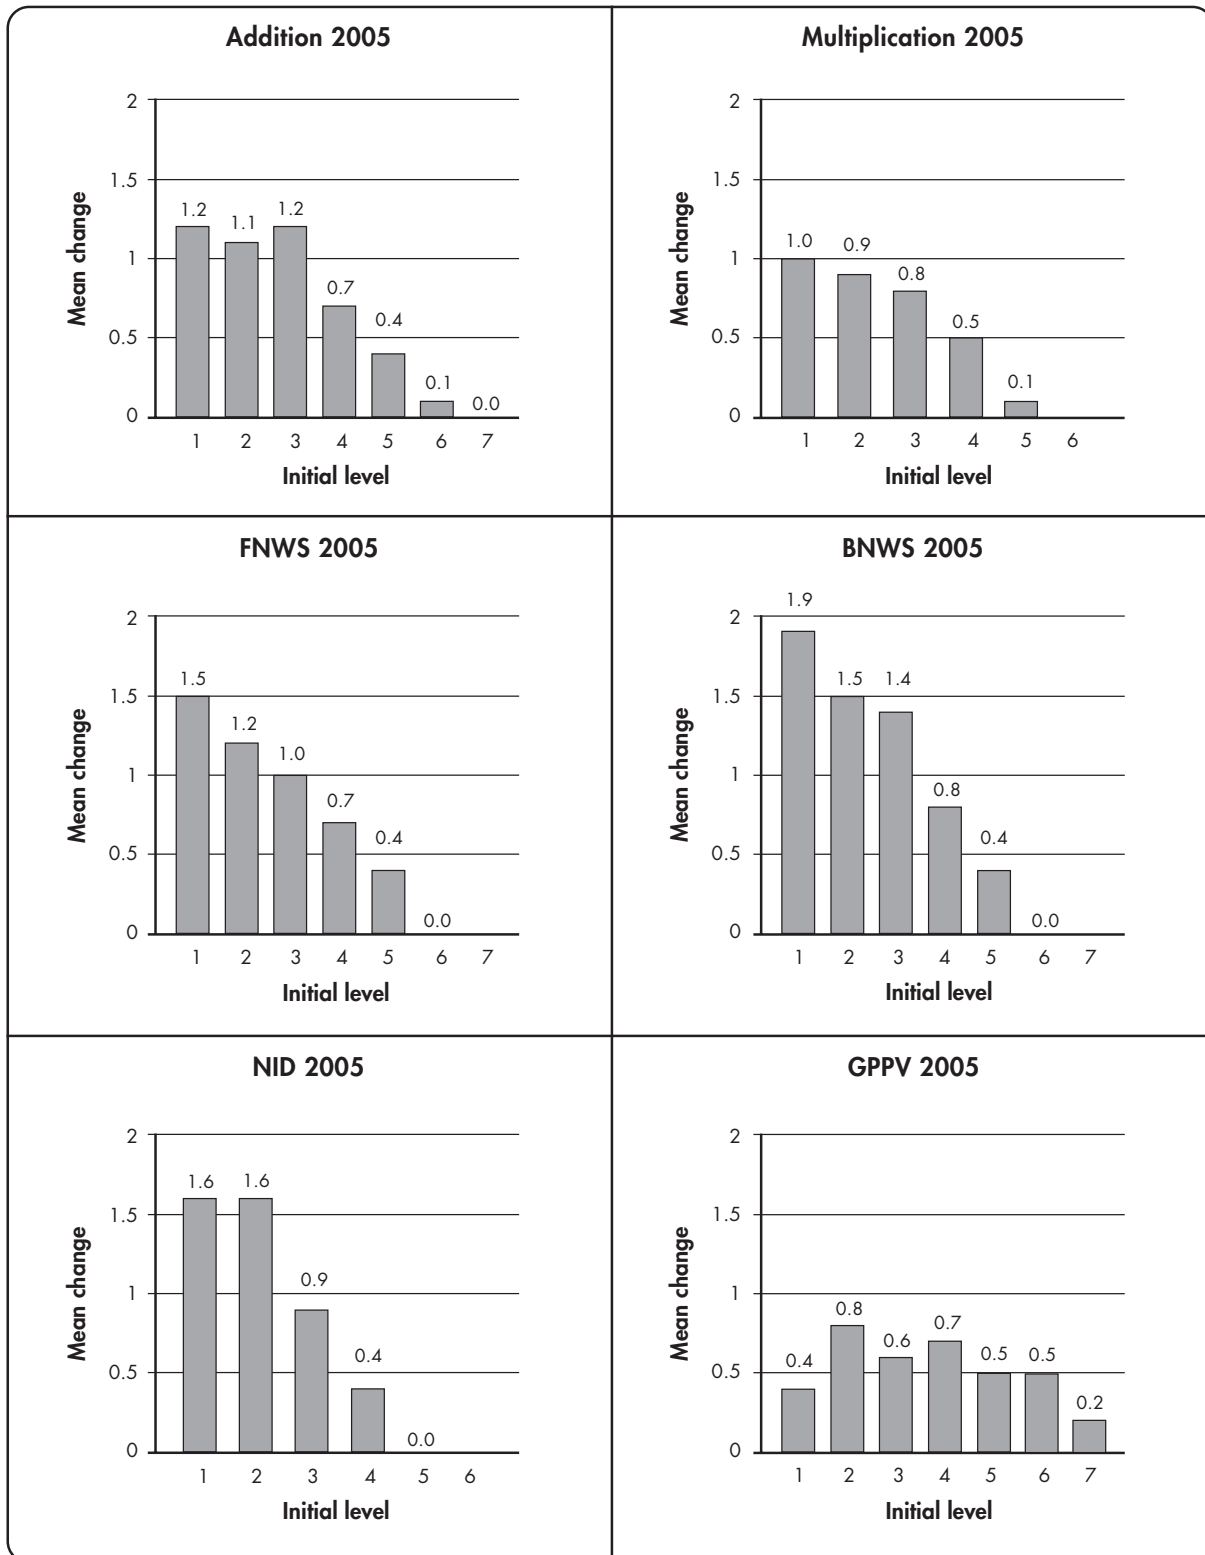 Addition 2005
2
1.5
1
0.5
0
Mean change
1.2
1.1
1.2
0.7
0.4
0.1
0.0
1 2 3 4 5 6 7
Initial level
Multiplication 2005
2
1.5
1
0.5
0
Mean change
1.0
0.9
0.8
0.5
0.1
1 2 3 4 5 6
Initial level
FNWS 2005
2
1.5
1
0.5
0
Mean change
1.5
1.2
1.0
0.7
0.4
0.0
1 2 3 4 5 6 7
Initial level
BNWS 2005
2
1.5
1
0.5
0
Mean change
1.9
1.5
1.4
0.8
0.4
0.0
1 2 3 4 5 6 7
Initial level
NID 2005
2
1.5
1
0.5
0
Mean change
1.6
1.6
0.9
0.4
0.0
1 2 3 4 5 6
Initial level
GPPV 2005
2
1.5
1
0.5
0
Mean change
0.4
0.8
0.6
0.7
0.5
0.5
0.2
1 2 3 4 5 6 7
Initial level